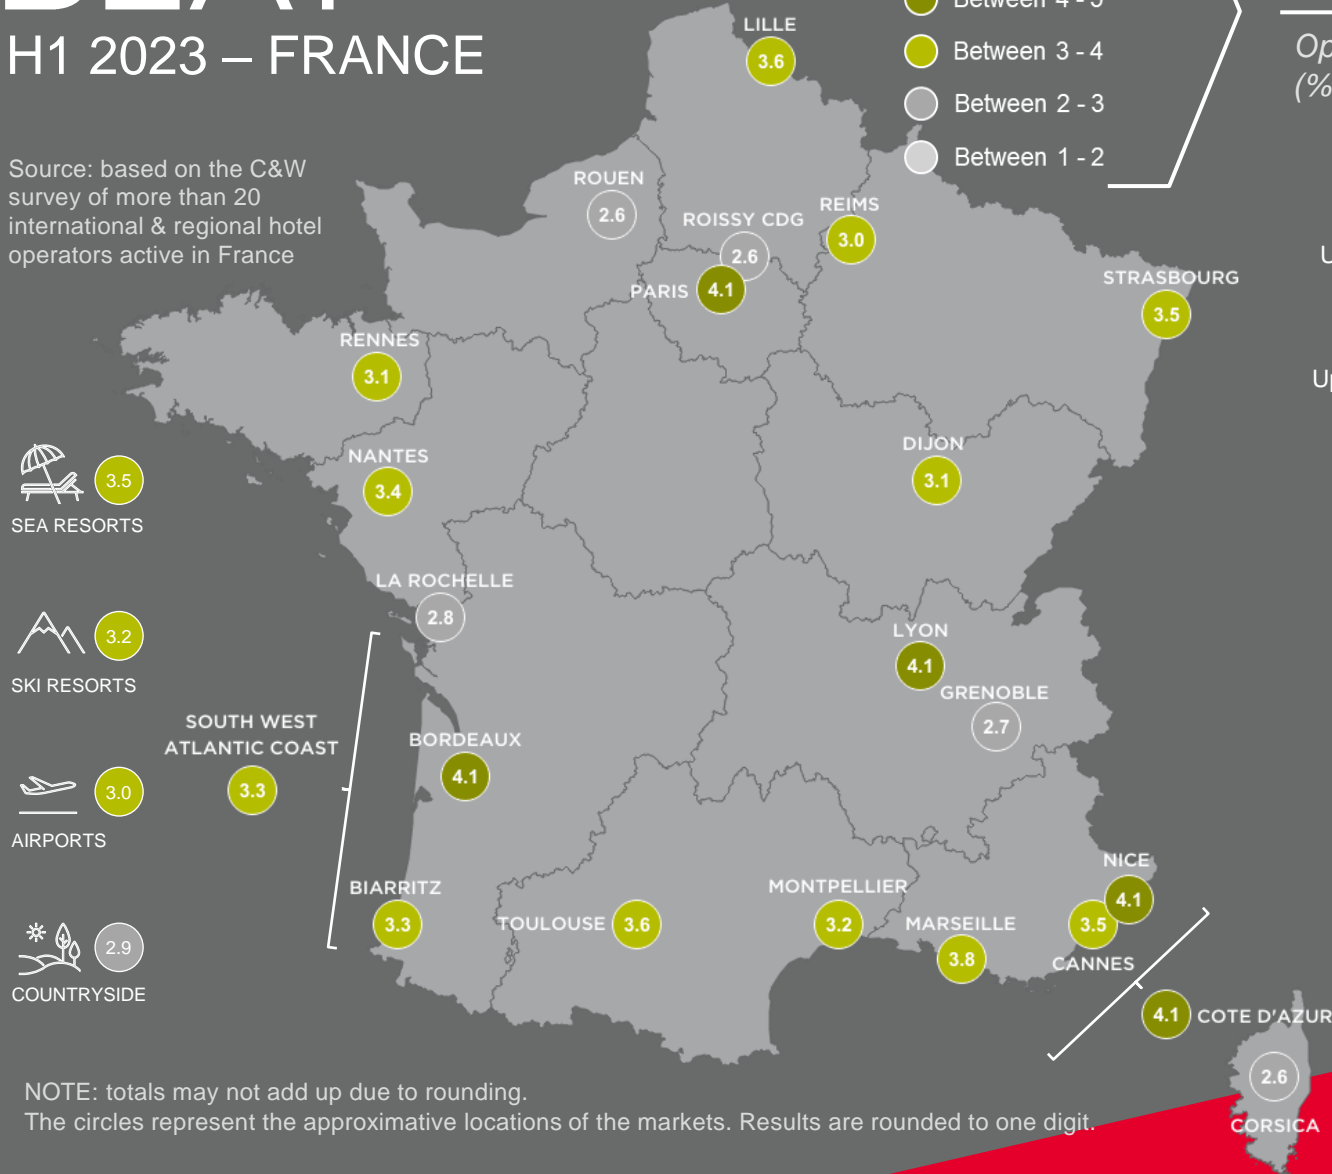 H1 2023 – FRANCE
Source: based on the C&W
survey of more than 20
international & regional hotel
operators active in France
Between 4 - 5
Between 3 - 4
Between 2 - 3
Between 1 - 2
LILLE
3.6
ROUEN
2.6
ROISSY CDG
2.6
REIMS
3.0
PARIS
4.1
STRASBOURG
3.5
RENNES
3.1
NANTES
3.4
DIJON
3.1
3.5
SEA RESORTS
3.2
SKI RESORTS
3.0
AIRPORTS
2.9
COUNTRYSIDE
LA ROCHELLE
2.8
LYON
4.1
GRENOBLE
2.7
SOUTH WEST
ATLANTIC COAST
3.3
BORDEAUX
4.1
BIARRITZ
3.3
TOULOUSE
3.6
MONTPELLIER
3.2
MARSEILLE
3.8
NICE
4.1
3.5
CANNES
4.1
COTE D'AZUR
2.6
CORSICA
NOTE: totals may not add up due to rounding.
The circles represent the approximative locations of the markets. Results are rounded to one digit.